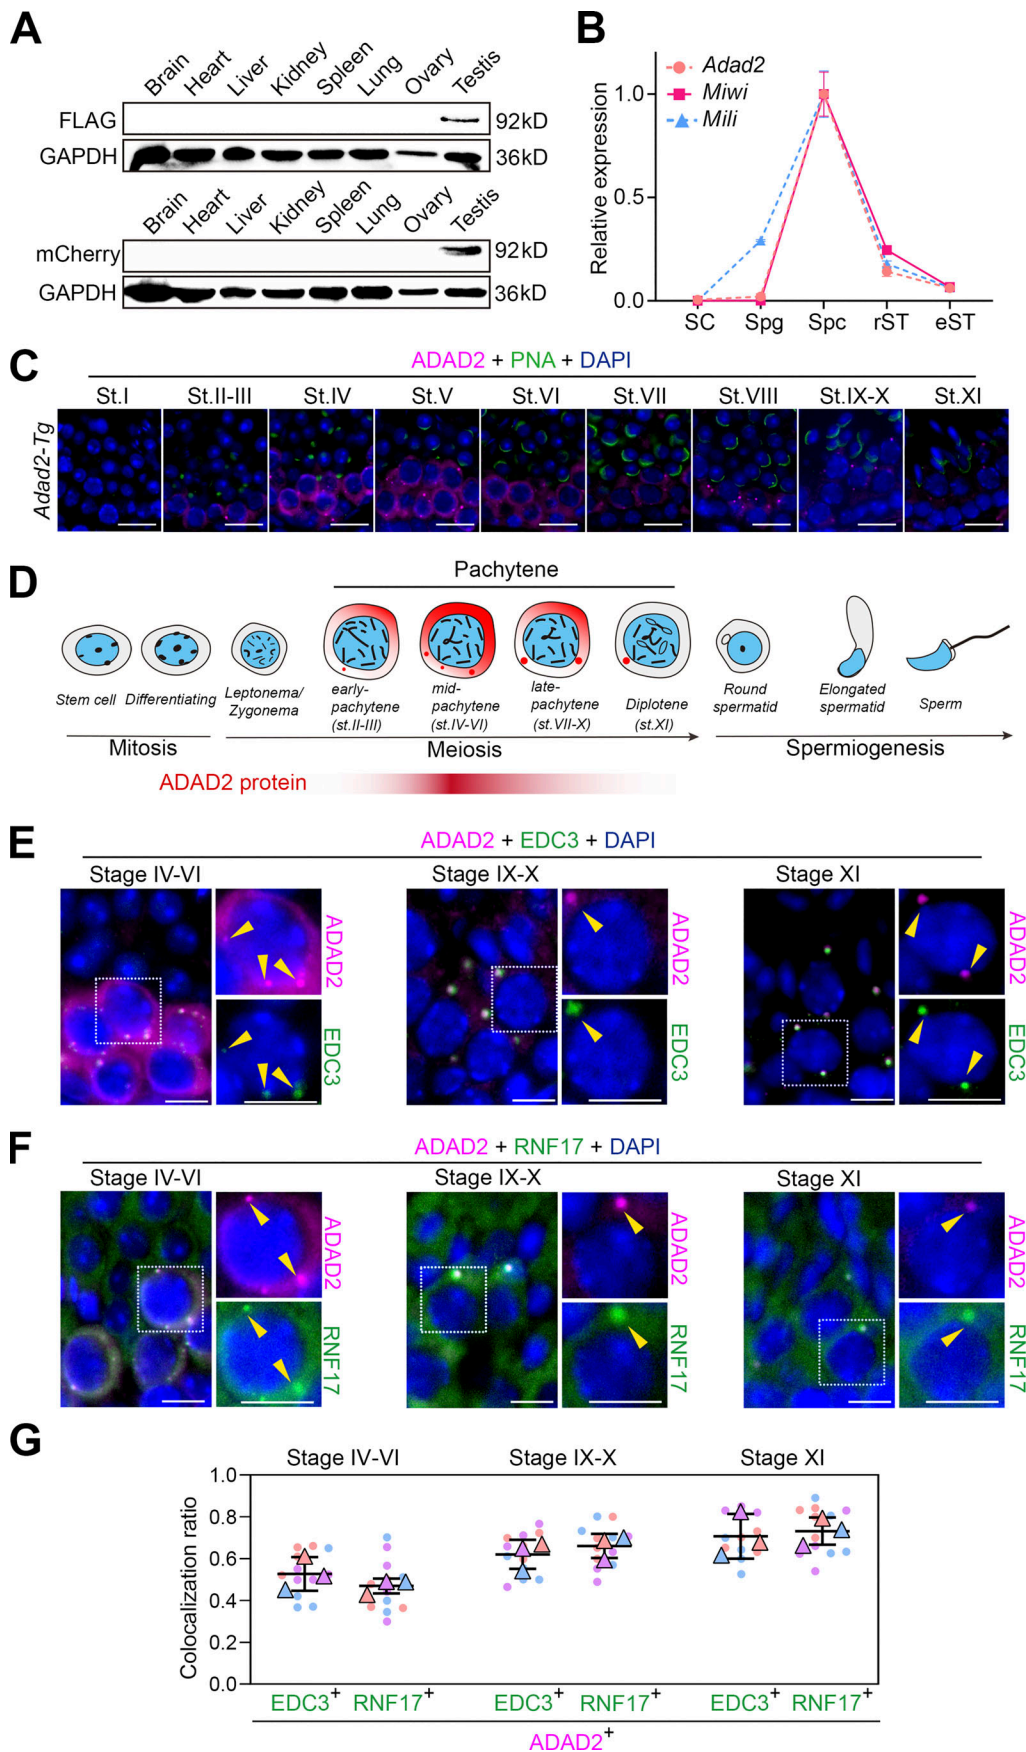 A
Brain Heart Liver Kidney Spleen Lung Ovary Testis
FLAG 92kD
GAPDH 36kD
Brain Heart Liver Kidney Spleen Lung Ovary Testis
mCherry 92kD
GAPDH 36kD
B
Relative expression
1.0
0.5
0.0
Adad2
Miwi
Mili
SC Spg Spc rST eST
C
ADAD2 + PNA + DAPI
St.I St.II-III St.IV St.V St.VI St.VII St.VIII St.IX-X St.XI
Adad2-Tg
D
Pachytene
Stem cell Differentiating
Leptonema/
Zygonema
early-
pachytene
(st.II-III)
mid-
pachytene
(st.IV-VI)
late-
pachytene
(st.VII-X)
Diplotene
(st.XI)
Round
spermatid
Elongated
spermatid
Sperm
Mitosis Meiosis Spermiogenesis
ADAD2 protein
E
ADAD2 + EDC3 + DAPI
Stage IV-VI Stage IX-X Stage XI
ADAD2 ADAD2 ADAD2
EDC3 EDC3 EDC3
F
ADAD2 + RNF17 + DAPI
Stage IV-VI Stage IX-X Stage XI
ADAD2 ADAD2 ADAD2
RNF17 RNF17 RNF17
G
Stage IV-VI Stage IX-X Stage XI
Colocalization ratio
1.0
0.8
0.6
0.4
0.2
0.0
EDC3+ RNF17+ EDC3+ RNF17+ EDC3+ RNF17+
ADAD2+